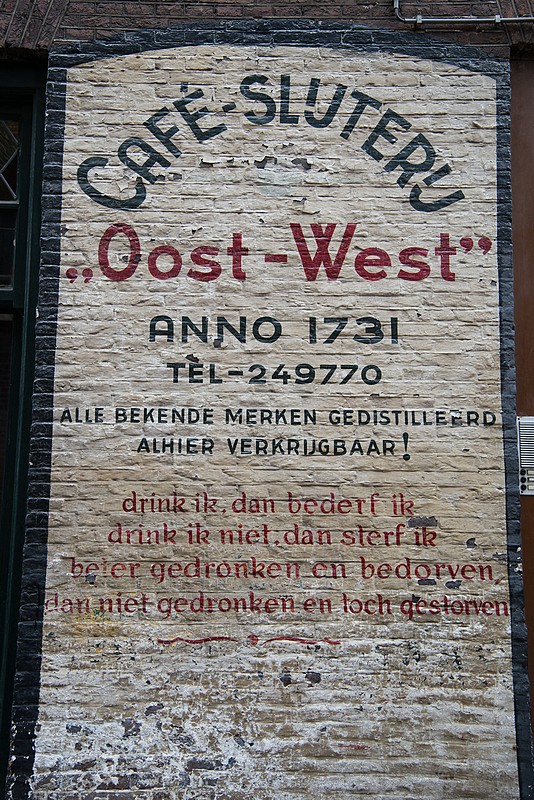 CAFÉ-SLIJTERIJ
„Oost-West”
ANNO 1731
TÈL-249770
ALLE BEKENDE MERKEN GEDISTILLEERD
ALHIER VERKRIJGBAAR!
drink ik, dan bederf ik
drink ik niet, dan sterf ik
beter gedronken en bedorven,
dan niet gedronken en toch gestorven